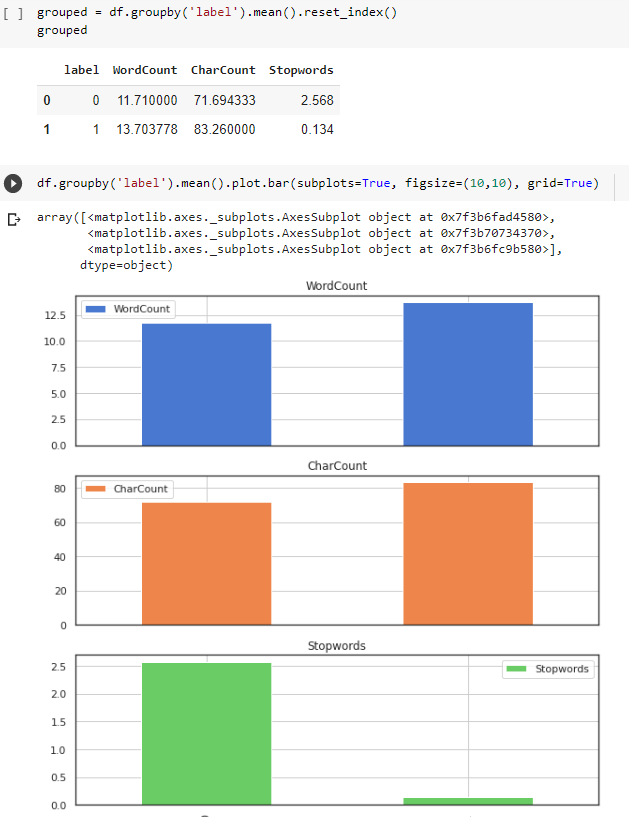 [ ] grouped = df.groupby('label').mean().reset_index()
grouped
label WordCount CharCount Stopwords
0 0 11.710000 71.694333 2.568
1 1 13.703778 83.260000 0.134
df.groupby('label').mean().plot.bar(subplots=True, figsize=(10,10), grid=True)
array([<matplotlib.axes._subplots.AxesSubplot object at 0x7f3b6fad4580>,
<matplotlib.axes._subplots.AxesSubplot object at 0x7f3b70734370>,
<matplotlib.axes._subplots.AxesSubplot object at 0x7f3b6fc9b580>],
dtype=object)
WordCount
WordCount
12.5
10.0
7.5
5.0
2.5
0.0
CharCount
CharCount
80
60
40
20
0
Stopwords
Stopwords
2.5
2.0
1.5
1.0
0.5
0.0